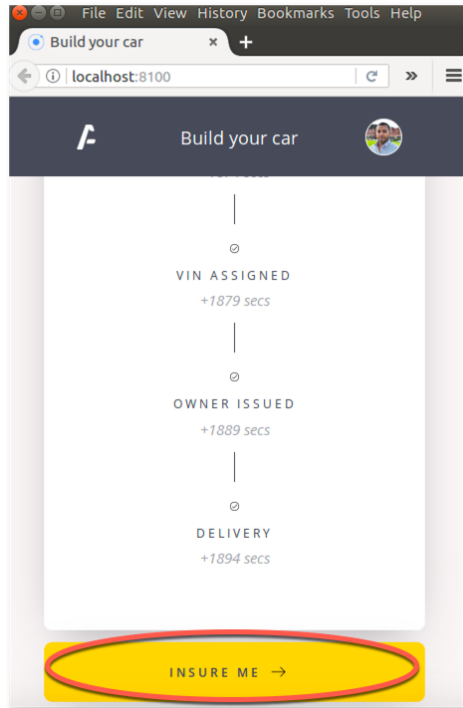 File Edit View History Bookmarks Tools Help
Build your car
localhost:8100
Build your car
VIN ASSIGNED
+1879 secs
OWNER ISSUED
+1889 secs
DELIVERY
+1894 secs
INSURE ME →